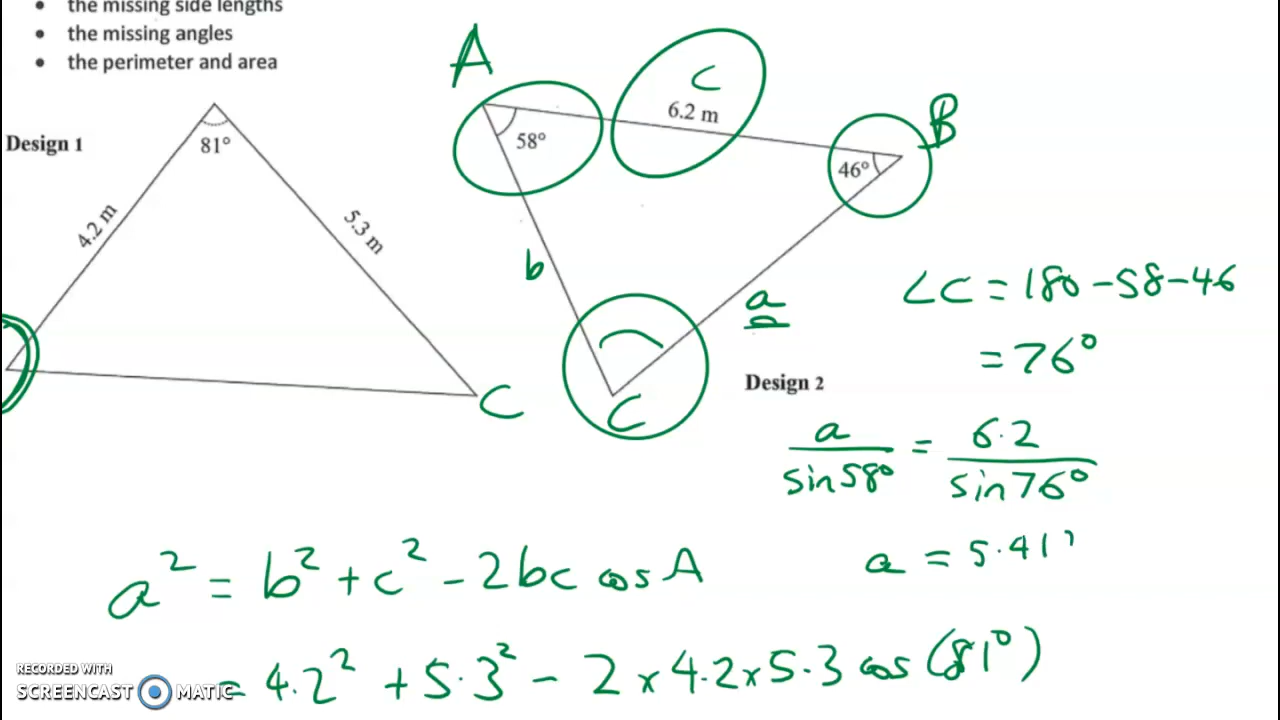 • the missing side lengths
• the missing angles
• the perimeter and area
Design 1
81°
4.2 m
5.3 m
C
A
58°
c
6.2 m
B
46°
b
a
C
Design 2
∠C = 180 - 58 - 46
= 76°
a/sin58° = 6.2/sin76°
a = 5.41
a² = b² + c² - 2bc cos A
= 4.2² + 5.3² - 2 × 4.2 × 5.3 cos (81°)
RECORDED WITH
SCREENCAST MATIC